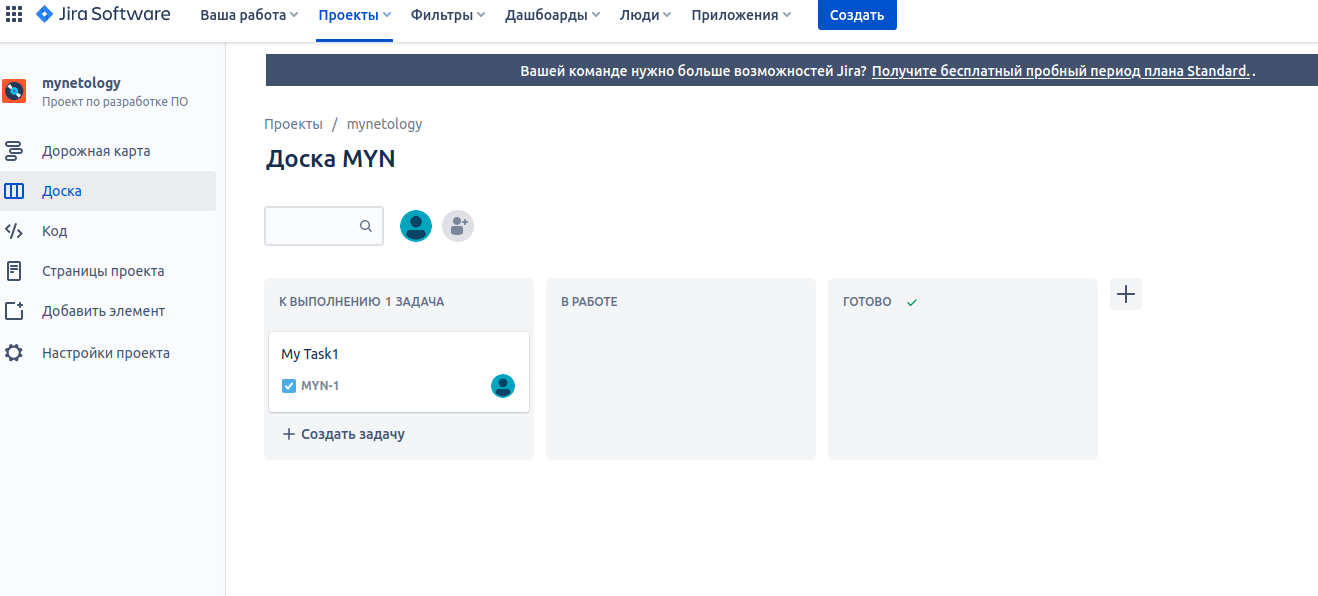 Jira Software Ваша работа Проекты Фильтры Дашборды Люди Приложения Создать
Вашей команде нужно больше возможностей Jira? Получите бесплатный пробный период плана Standard. .
mynetology
Проект по разработке ПО
Дорожная карта
Доска
Код
Страницы проекта
Добавить элемент
Настройки проекта
Проекты / mynetology
Доска MYN
К ВЫПОЛНЕНИЮ 1 ЗАДАЧА
My Task1
MYN-1
Создать задачу
В РАБОТЕ
ГОТОВО